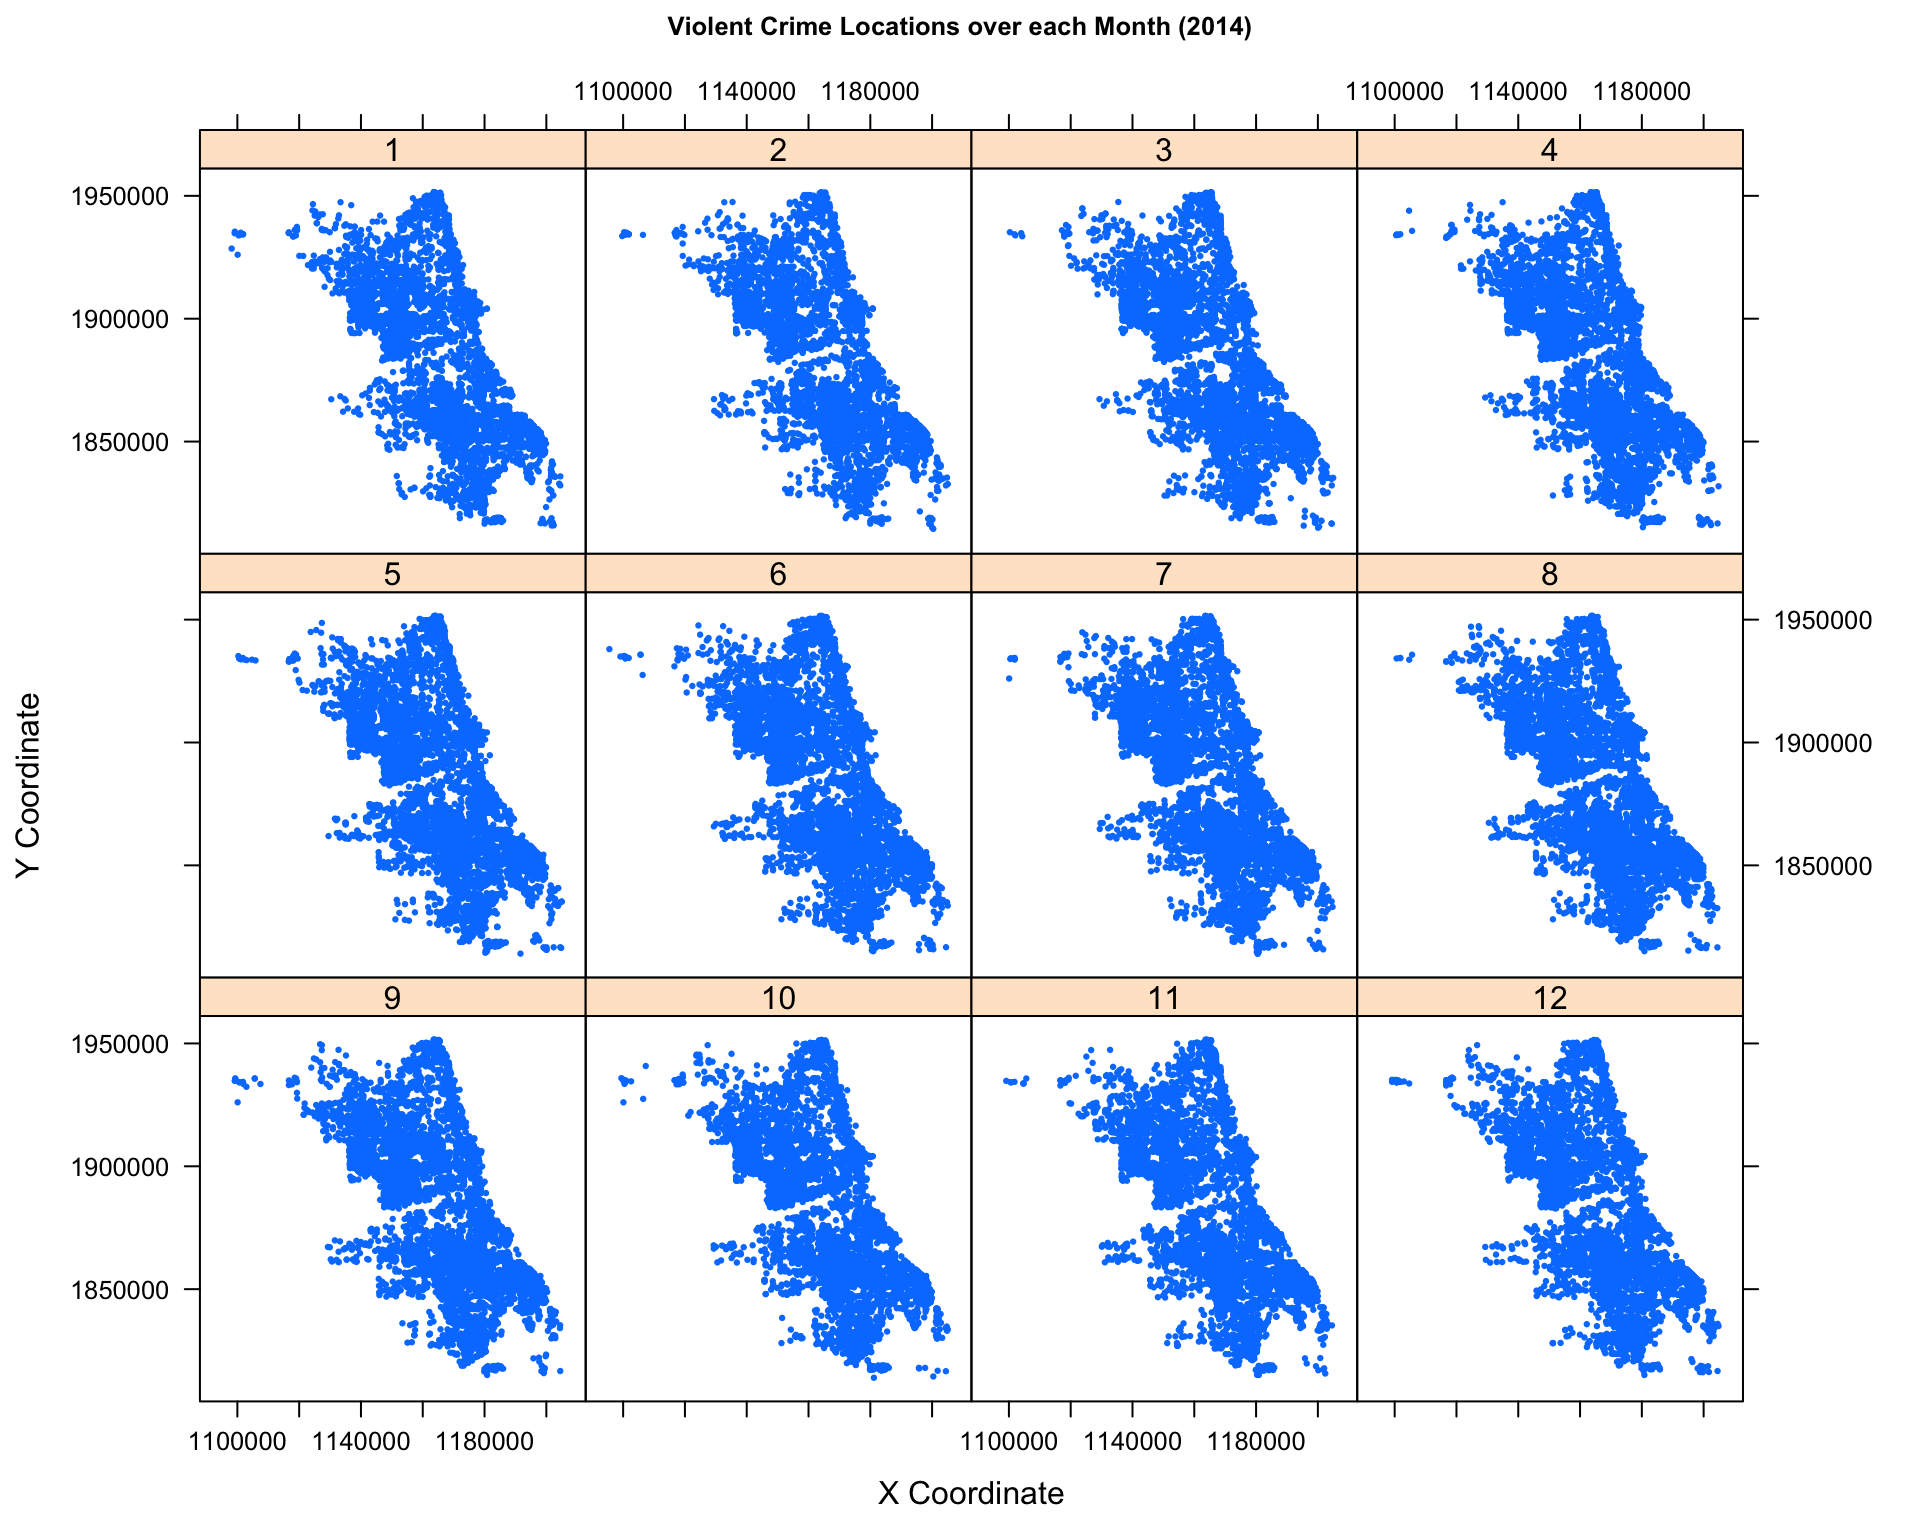 Violent Crime Locations over each Month (2014)
1100000 1140000 1180000 1100000 1140000 1180000
1 2 3 4
1950000
1900000
1850000
5 6 7 8
1950000
1900000
1850000
Y Coordinate
9 10 11 12
1950000
1900000
1850000
1100000 1140000 1180000 1100000 1140000 1180000
X Coordinate